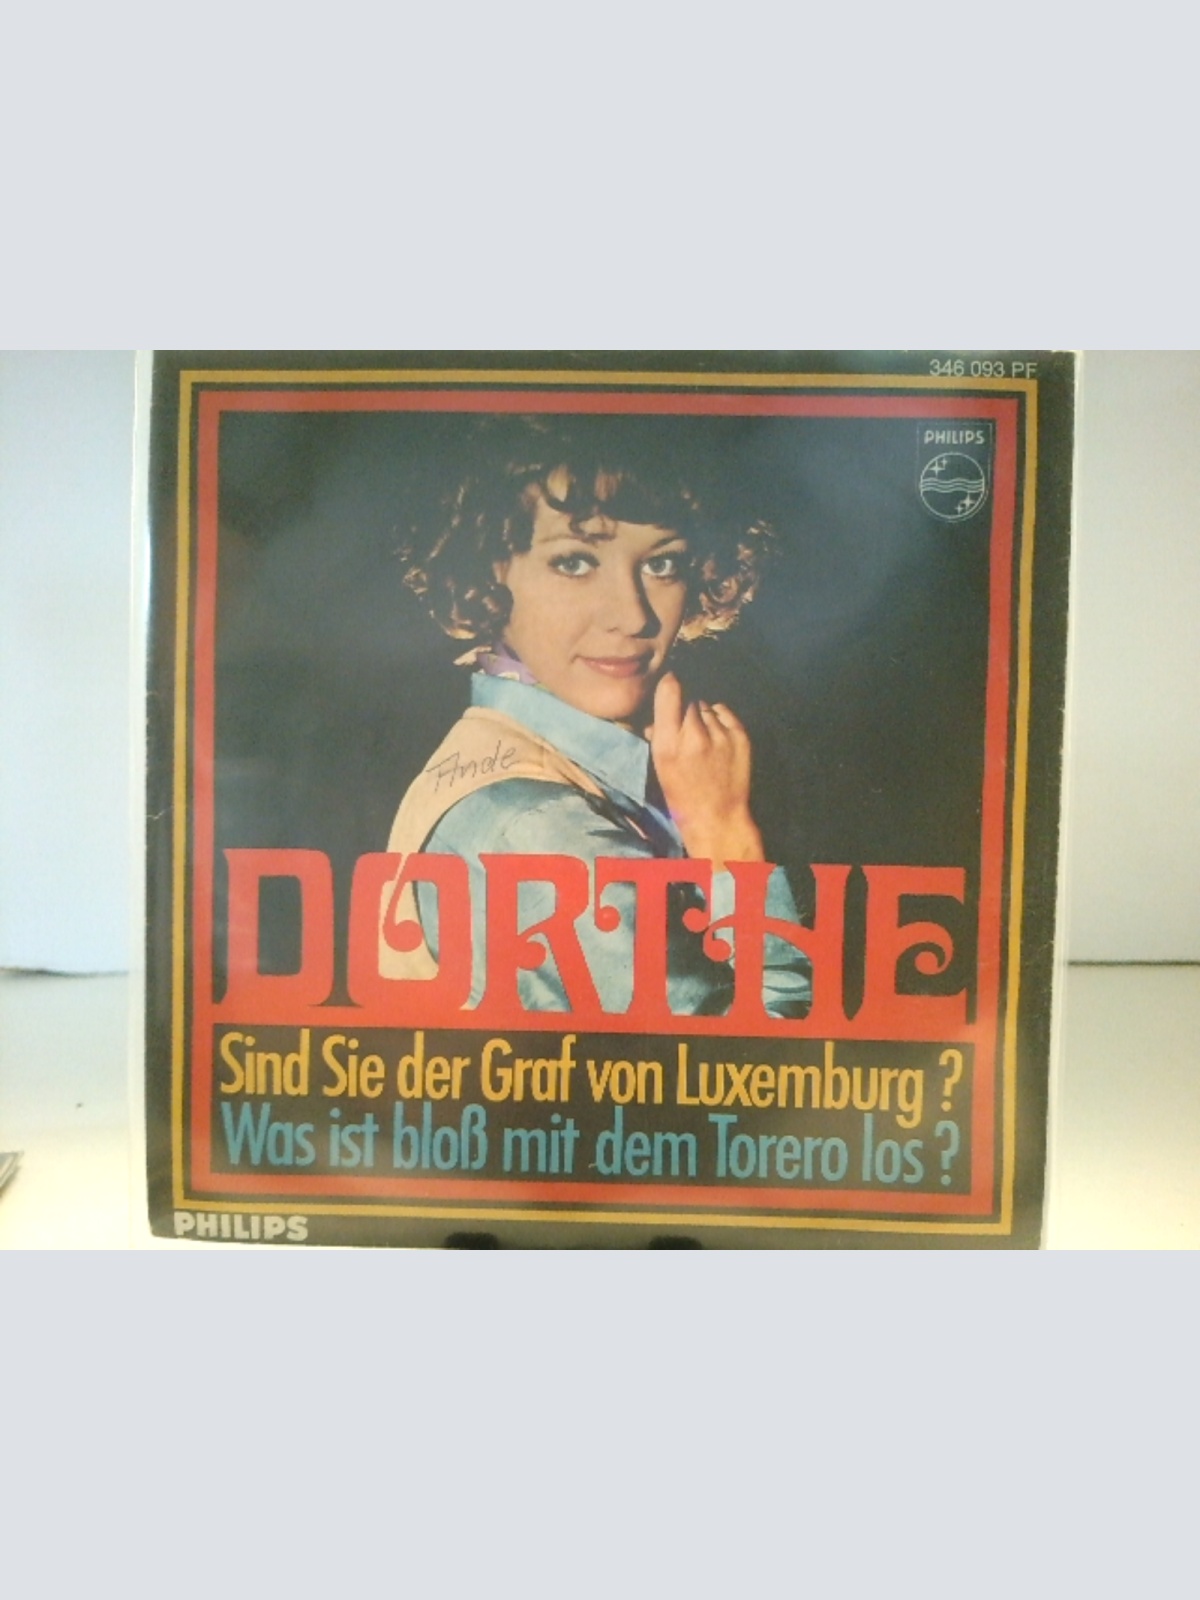 346 093 PF
PHILIPS
DORTHE
Sind Sie der Graf von Luxemburg ?
Was ist bloß mit dem Torero los ?
PHILIPS